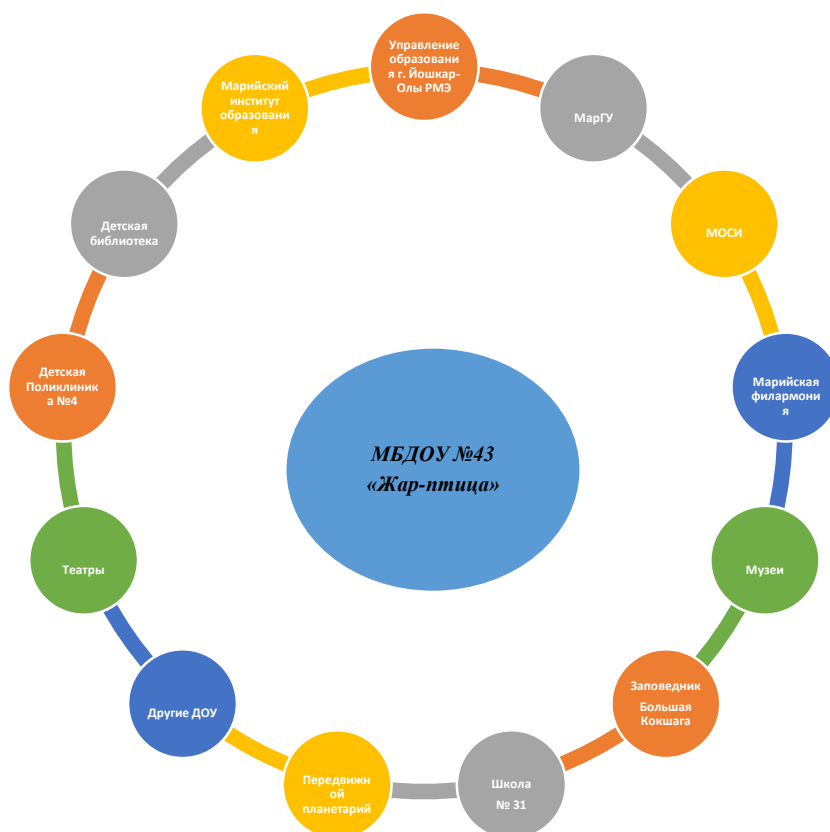 Управление
образовани
я г. Йошкар-
Олы РМЭ
МарГУ
МОСИ
Марийская
филармони
я
Музеи
Заповедник
Большая
Кокшага
Школа
№ 31
Передвижн
ой
планетарий
Другие ДОУ
Театры
Детская
Поликлиник
а №4
Детская
библиотека
Марийский
институт
образовани
я
МБДОУ №43
«Жар-птица»